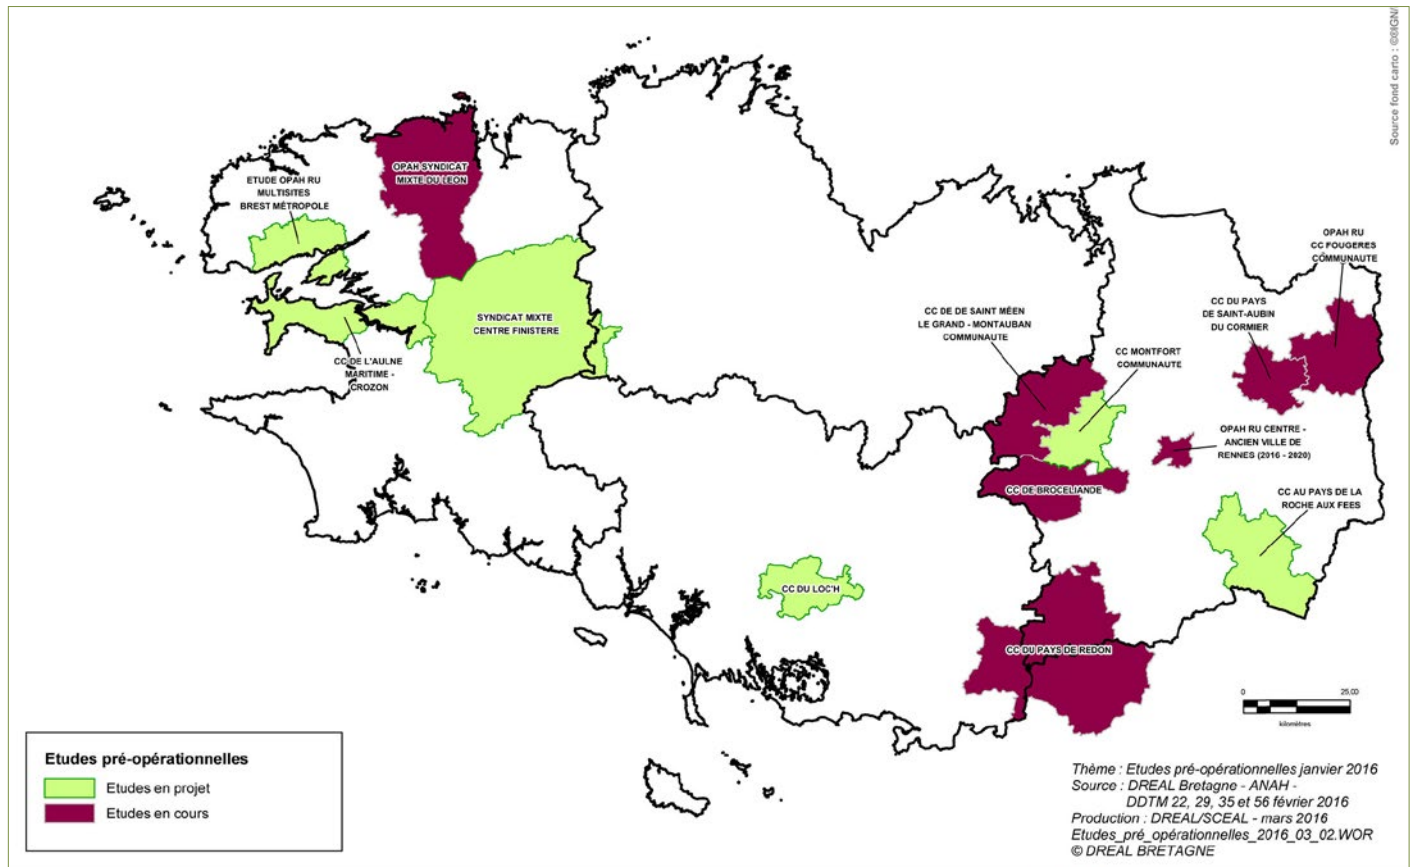 Source fond carto : ©®IGN/
OPAH SYNDICAT
MIXTE DU LEON
ETUDE OPAH RU
MULTISITES
BREST MÉTROPOLE
SYNDICAT MIXTE
CENTRE FINISTERE
CC DE L'AULNE
MARITIME -
CROZON
OPAH RU
CC FOUGERES
COMMUNAUTE
CC DU PAYS
DE SAINT-AUBIN
DU CORMIER
CC DE DE SAINT MÉEN
LE GRAND - MONTAUBAN
COMMUNAUTE
CC MONTFORT
COMMUNAUTE
OPAH RU CENTRE -
ANCIEN VILLE DE
RENNES (2016 - 2020)
CC DE BROCELIANDE
CC AU PAYS DE LA
ROCHE AUX FEES
CC DU LOC'H
CC DU PAYS DE REDON
0 25,00
kilomètres
Etudes pré-opérationnelles
Etudes en projet
Etudes en cours
Thème : Etudes pré-opérationnelles janvier 2016
Source : DREAL Bretagne - ANAH -
DDTM 22, 29, 35 et 56 février 2016
Production : DREAL/SCEAL - mars 2016
Etudes_pré_opérationnelles_2016_03_02.WOR
© DREAL BRETAGNE